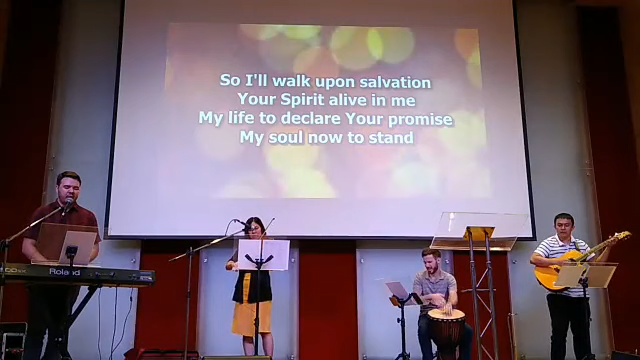 So I'll walk upon salvation
Your Spirit alive in me
My life to declare Your promise
My soul now to stand
Roland